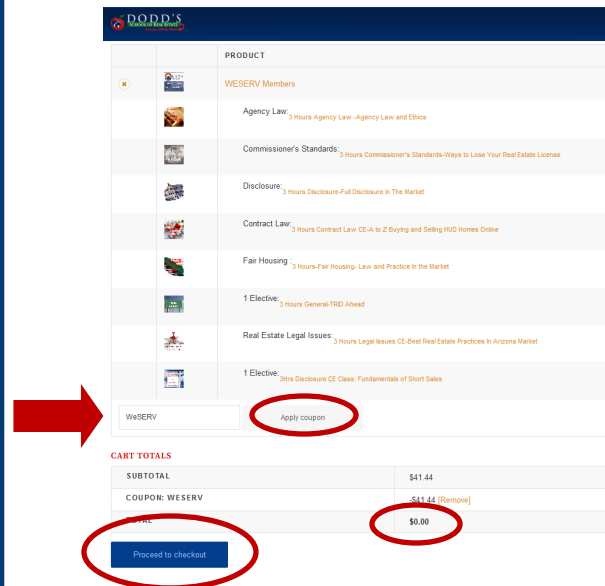 DODD'S
SCHOOL OF REAL ESTATE
PRODUCT
WESERV Members
Agency Law: 3 Hours Agency Law -Agency Law and Ethics
Commissioner's Standards: 3 Hours Commissioner's Standards-Ways to Lose Your Real Estate License
Disclosure: 3 Hours Disclosure-Full Disclosure In The Market
Contract Law: 3 Hours Contract Law CE-A to Z Buying and Selling HUD Homes Online
Fair Housing : 3 Hours-Fair Housing- Law and Practice In the Market
1 Elective: 3 Hours General-TRID Ahead
Real Estate Legal Issues: 3 Hours Legal Issues CE-Best Real Estate Practices In Arizona Market
1 Elective: 3Hrs Disclosure CE Class: Fundamentals of Short Sales
WeSERV Apply coupon
CART TOTALS
SUBTOTAL $41.44
COUPON: WESERV -$41.44 [Remove]
TOTAL $0.00
Proceed to checkout